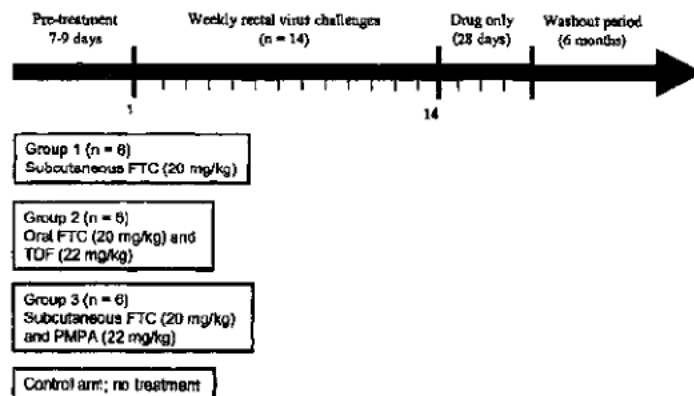 Pre-treatment
7-9 days
Weekly rectal virus challenges
(n = 14)
Drug only
(28 days)
Washout period
(6 months)
1
14
Group 1 (n = 6)
Subcutaneous FTC (20 mg/kg)
Group 2 (n = 6)
Oral FTC (20 mg/kg) and
TDF (22 mg/kg)
Group 3 (n = 6)
Subcutaneous FTC (20 mg/kg)
and PMPA (22 mg/kg)
Control arm; no treatment